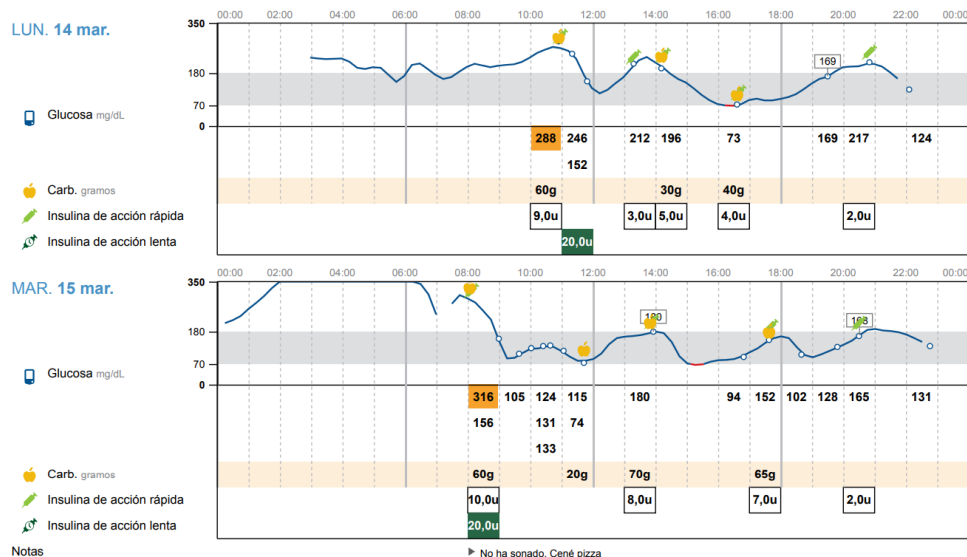 00:00 02:00 04:00 06:00 08:00 10:00 12:00 14:00 16:00 18:00 20:00 22:00 00:00
LUN. 14 mar.
350
180
70
0
169
Glucosa mg/dL
288 246 212 196 73 169 217 124
152
Carb. gramos
60g 30g 40g
Insulina de acción rápida
9,0u 3,0u 5,0u 4,0u 2,0u
Insulina de acción lenta
20,0u
00:00 02:00 04:00 06:00 08:00 10:00 12:00 14:00 16:00 18:00 20:00 22:00 00:00
MAR. 15 mar.
350
180
70
0
180
Glucosa mg/dL
316 105 124 115 180 94 152 102 128 165 131
156 131 74
133
Carb. gramos
60g 20g 70g 65g
Insulina de acción rápida
10,0u 8,0u 7,0u 2,0u
Insulina de acción lenta
20,0u
Notas
No ha sonado. Cené pizza